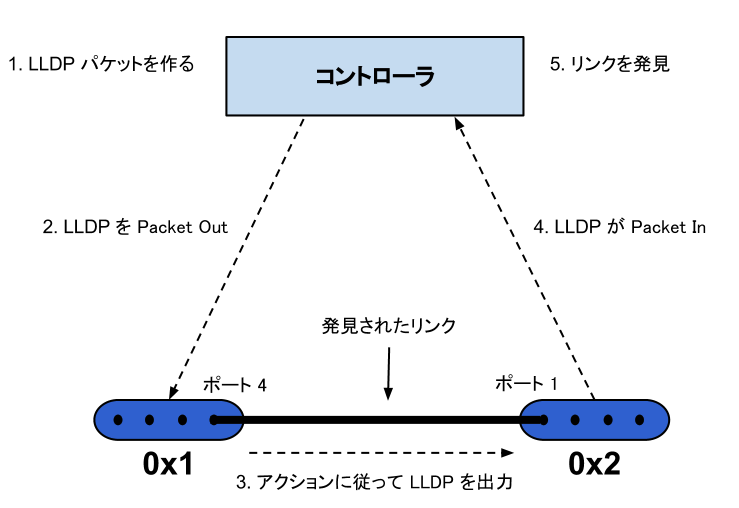 1. LLDP パケットを作る
コントローラ
5. リンクを発見
2. LLDP を Packet Out
4. LLDP が Packet In
発見されたリンク
ポート 4
ポート 1
0x1
0x2
3. アクションに従って LLDP を出力